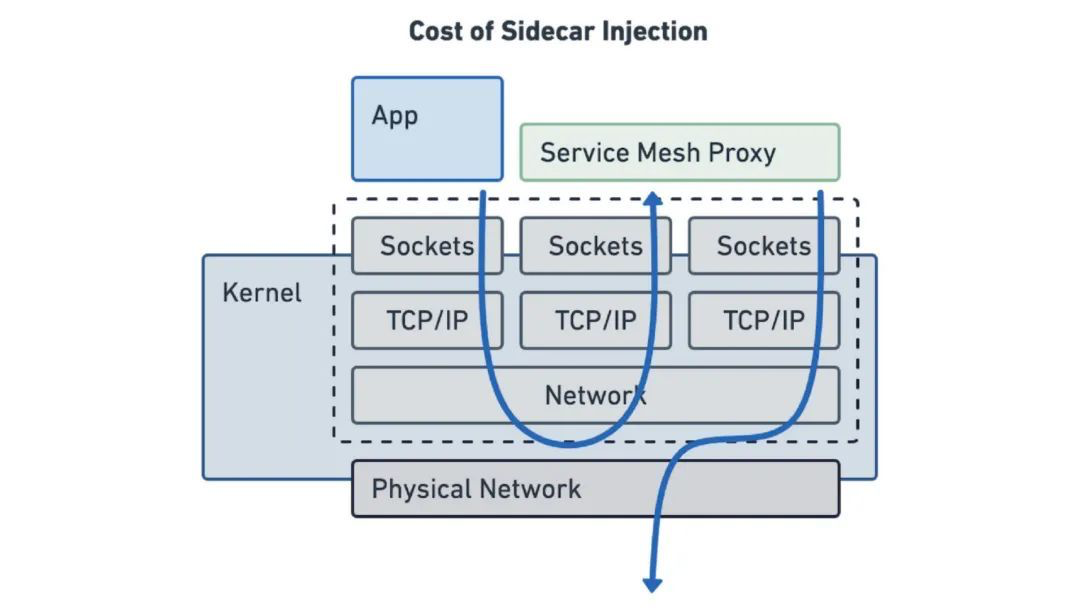 Cost of Sidecar Injection
App
Service Mesh Proxy
Sockets
Sockets
Sockets
Kernel
TCP/IP
TCP/IP
TCP/IP
Network
Physical Network